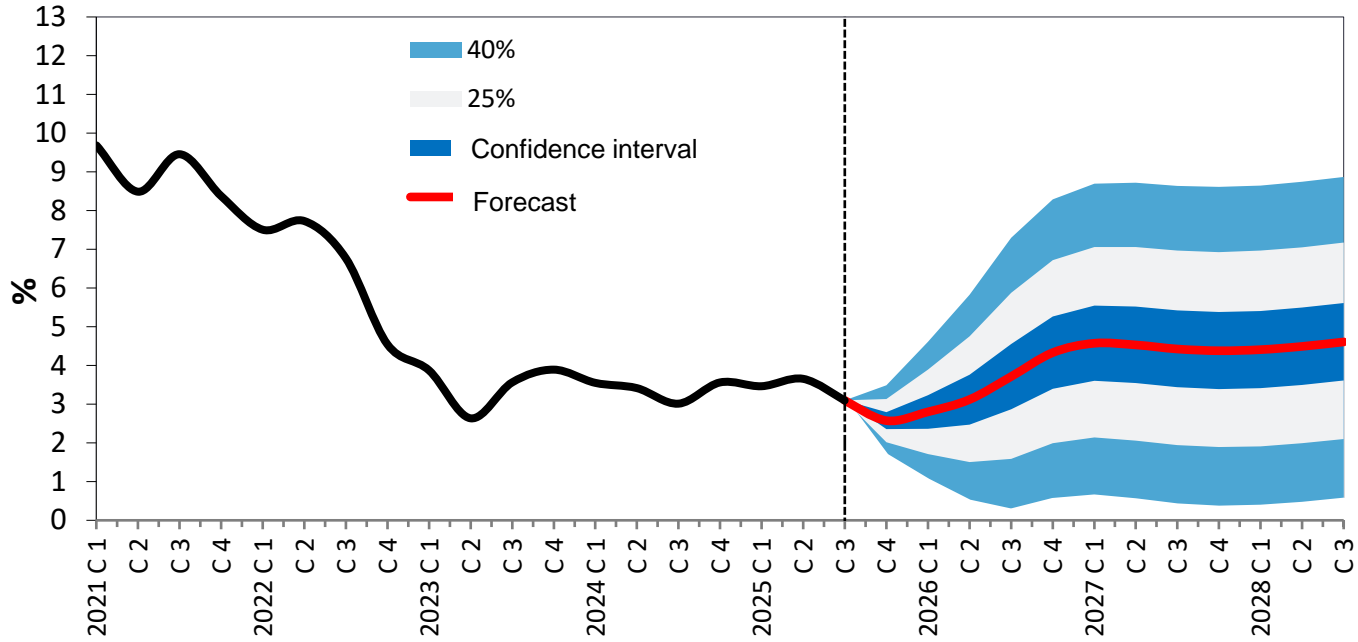 13
12
11
10
9
8
7
6
5
4
3
2
1
0
%
40%
25%
Confidence interval
Forecast
2021 C 1
C 2
C 3
C 4
2022 C 1
C 2
C 3
C 4
2023 C 1
C 2
C 3
C 4
2024 C 1
C 2
C 3
C 4
2025 C 1
C 2
C 3
C 4
2026 C 1
C 2
C 3
C 4
2027 C 1
C 2
C 3
C 4
2028 C 1
C 2
C 3